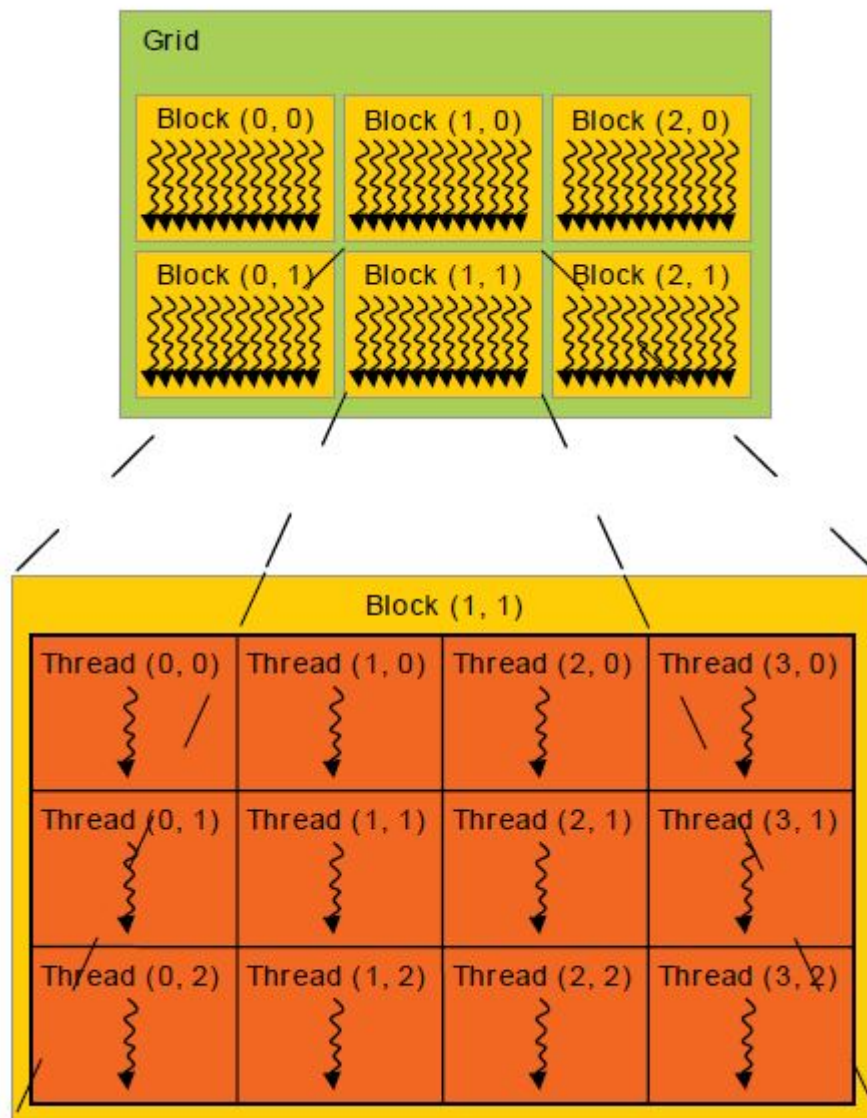 Grid
Block (0, 0) Block (1, 0) Block (2, 0)
Block (0, 1) Block (1, 1) Block (2, 1)
Block (1, 1)
Thread (0, 0) Thread (1, 0) Thread (2, 0) Thread (3, 0)
Thread (0, 1) Thread (1, 1) Thread (2, 1) Thread (3, 1)
Thread (0, 2) Thread (1, 2) Thread (2, 2) Thread (3, 2)